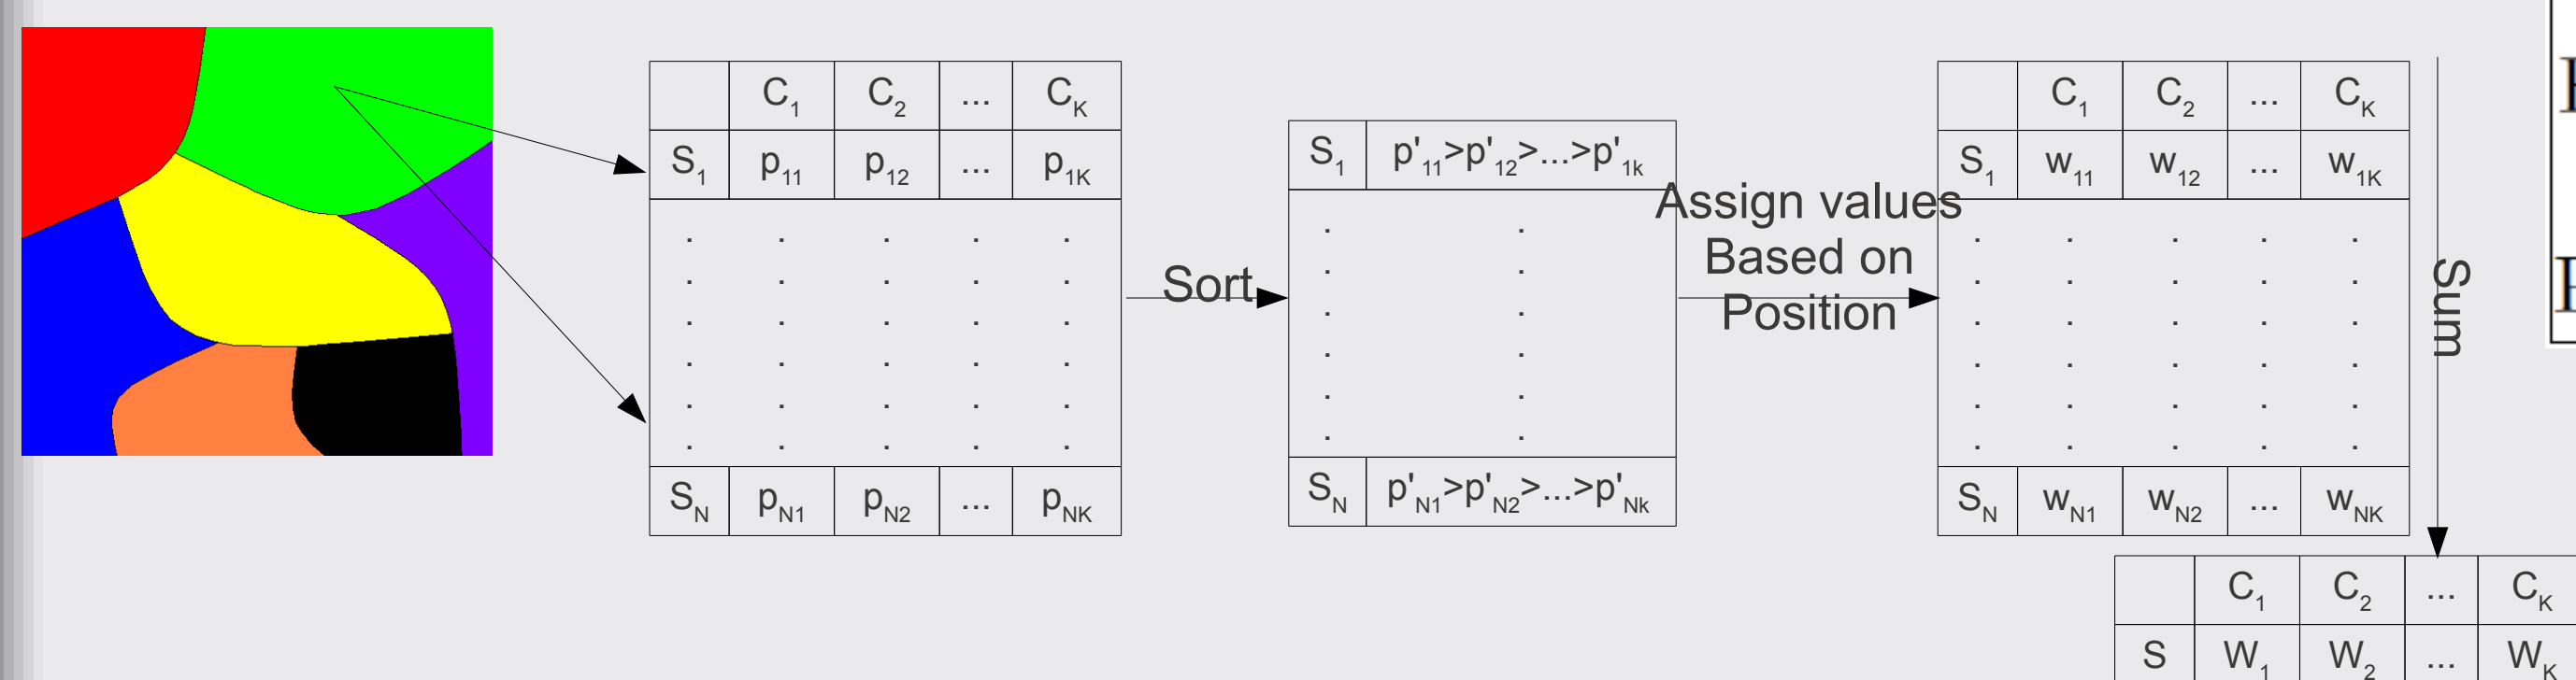 C1 C2 ... CK
S1 p11 p12 ... p1K
. . . . .
. . . . .
. . . . .
. . . . .
. . . . .
. . . . .
SN pN1 pN2 ... pNK
Sort
S1 p'11>p'12>...>p'1k
. .
. .
. .
. .
. .
. .
SN p'N1>p'N2>...>p'Nk
Assign values
Based on
Position
C1 C2 ... CK
S1 w11 w12 ... w1K
. . . . .
. . . . .
. . . . .
. . . . .
. . . . .
. . . . .
SN wN1 wN2 ... wNK
Sum
C1 C2 ... CK
S W1 W2 ... WK